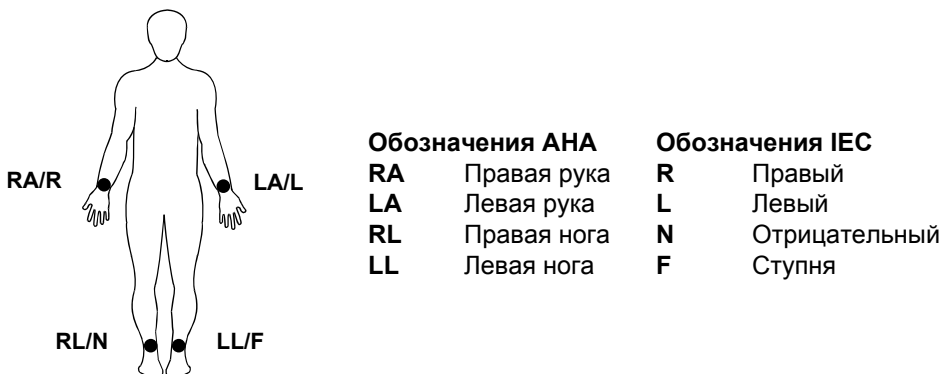 RA/R
LA/L
RL/N
LL/F
Обозначения AHA Обозначения IEC
RA Правая рука R Правый
LA Левая рука L Левый
RL Правая нога N Отрицательный
LL Левая нога F Ступня